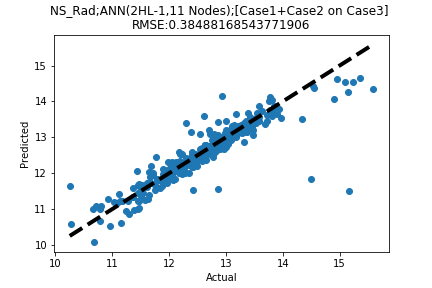 NS_Rad;ANN(2HL-1,11 Nodes);[Case1+Case2 on Case3]
RMSE:0.38488168543771906
15
14
13
12
11
10
Predicted
10 11 12 13 14 15
Actual